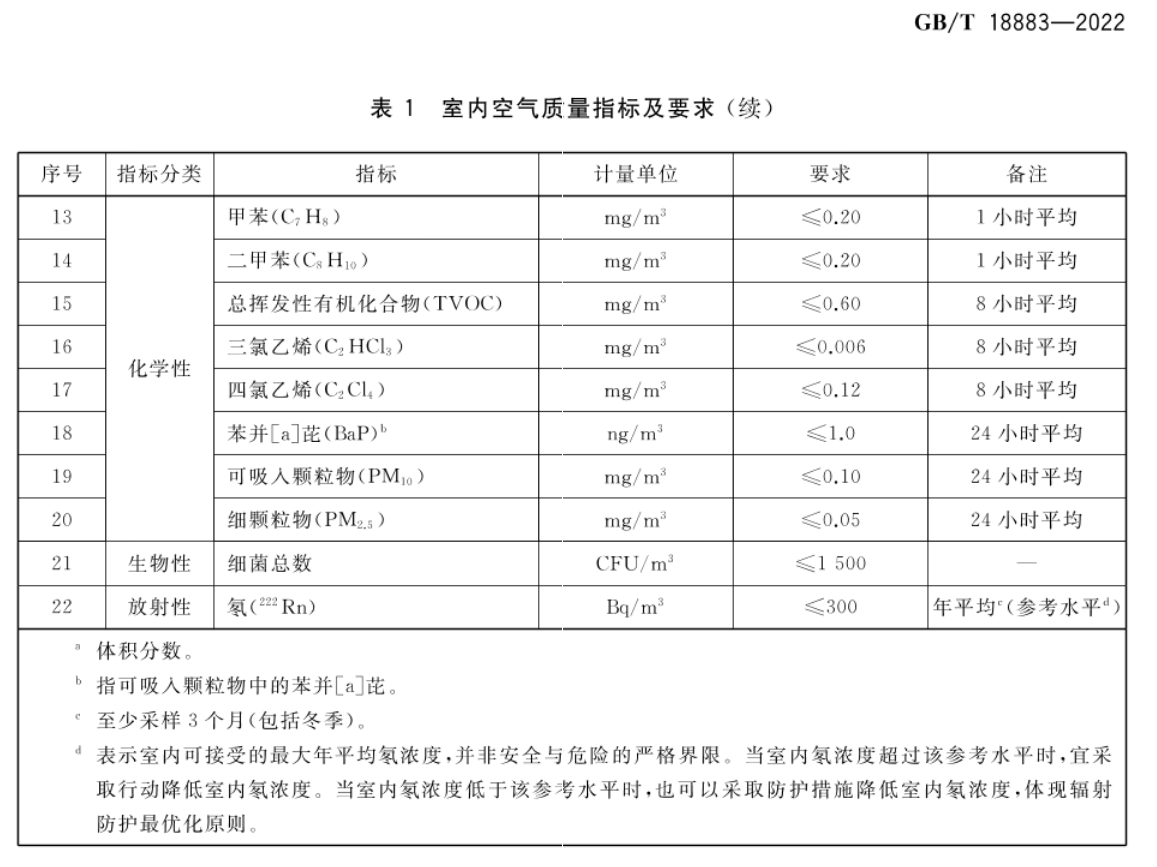 GB/T 18883—2022
表 1 室内空气质量指标及要求（续）
序号 指标分类 指标 计量单位 要求 备注
13 甲苯(C₇H₈) mg/m³ ≤0.20 1 小时平均
14 二甲苯(C₈H₁₀) mg/m³ ≤0.20 1 小时平均
15 总挥发性有机化合物(TVOC) mg/m³ ≤0.60 8 小时平均
16 三氯乙烯(C₂HCl₃) mg/m³ ≤0.006 8 小时平均
化学性
17 四氯乙烯(C₂Cl₄) mg/m³ ≤0.12 8 小时平均
18 苯并[a]芘(BaP)ᵇ ng/m³ ≤1.0 24 小时平均
19 可吸入颗粒物(PM₁₀) mg/m³ ≤0.10 24 小时平均
20 细颗粒物(PM₂.₅) mg/m³ ≤0.05 24 小时平均
21 生物性 细菌总数 CFU/m³ ≤1 500 —
22 放射性 氡(²²²Rn) Bq/m³ ≤300 年平均ᶜ(参考水平ᵈ)
ᵃ 体积分数。
ᵇ 指可吸入颗粒物中的苯并[a]芘。
ᶜ 至少采样 3 个月(包括冬季)。
ᵈ 表示室内可接受的最大年平均氡浓度,并非安全与危险的严格界限。当室内氡浓度超过该参考水平时,宜采
取行动降低室内氡浓度。当室内氡浓度低于该参考水平时,也可以采取防护措施降低室内氡浓度,体现辐射
防护最优化原则。